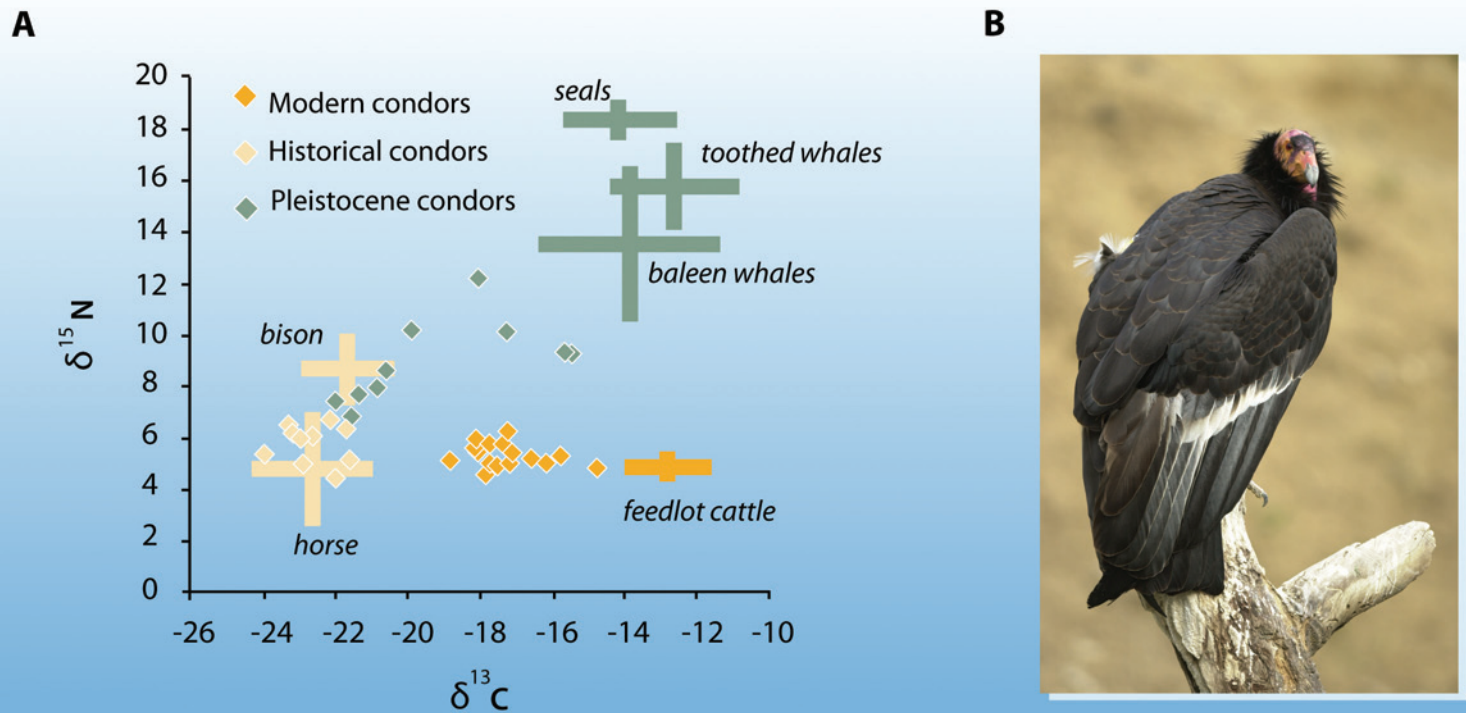 A
B
20
18
16
14
12
10
8
6
4
2
0
δ¹⁵N
Modern condors
Historical condors
Pleistocene condors
seals
toothed whales
baleen whales
bison
horse
feedlot cattle
-26 -24 -22 -20 -18 -16 -14 -12 -10
δ¹³C